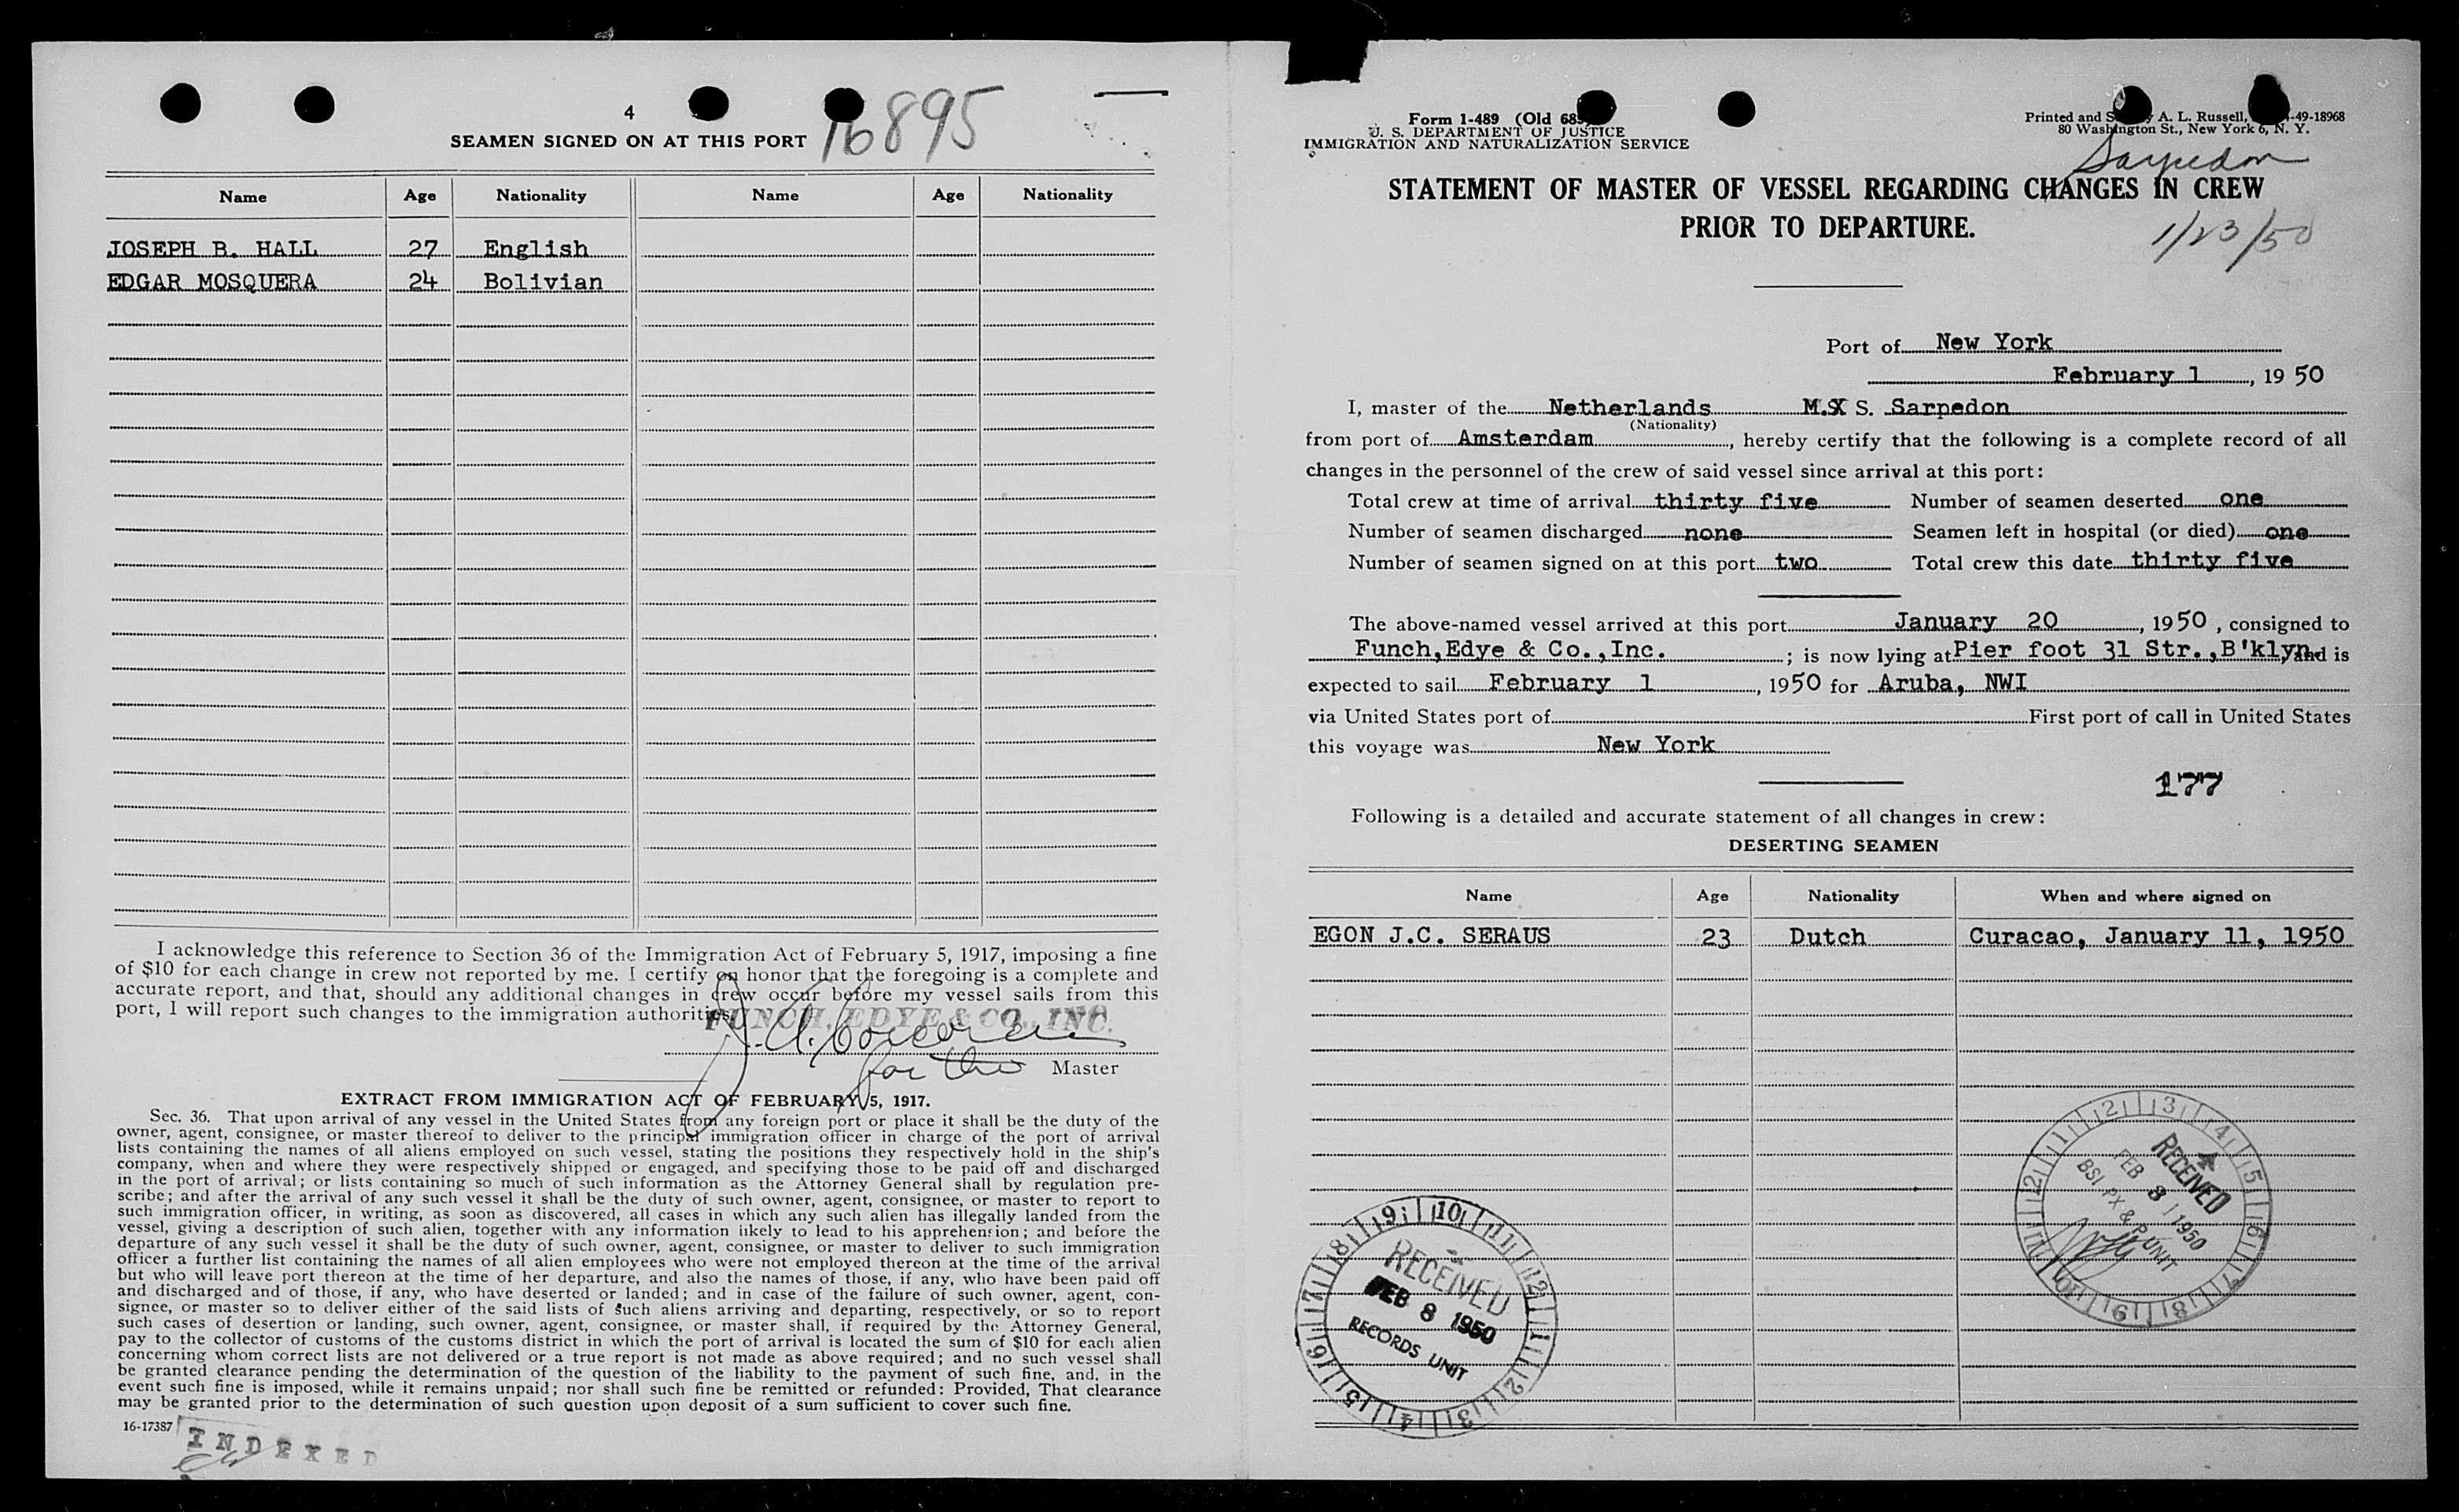 4
SEAMEN SIGNED ON AT THIS PORT
16895
Name Age Nationality Name Age Nationality
JOSEPH B. HALL 27 English
EDGAR MOSQUERA 24 Bolivian
I acknowledge this reference to Section 36 of the Immigration Act of February 5, 1917, imposing a fine
of $10 for each change in crew not reported by me. I certify on honor that the foregoing is a complete and
accurate report, and that, should any additional changes in crew occur before my vessel sails from this
port, I will report such changes to the immigration authorities.
FUNCH, EDYE & CO., INC.
for the Master
EXTRACT FROM IMMIGRATION ACT OF FEBRUARY 5, 1917.
Sec. 36. That upon arrival of any vessel in the United States from any foreign port or place it shall be the duty of the
owner, agent, consignee, or master thereof to deliver to the principal immigration officer in charge of the port of arrival
lists containing the names of all aliens employed on such vessel, stating the positions they respectively hold in the ship's
company, when and where they were respectively shipped or engaged, and specifying those to be paid off and discharged
in the port of arrival; or lists containing so much of such information as the Attorney General shall by regulation pre-
scribe; and after the arrival of any such vessel it shall be the duty of such owner, agent, consignee, or master to report to
such immigration officer, in writing, as soon as discovered, all cases in which any such alien has illegally landed from the
vessel, giving a description of such alien, together with any information likely to lead to his apprehension; and before the
departure of any such vessel it shall be the duty of such owner, agent, consignee, or master to deliver to such immigration
officer a further list containing the names of all alien employees who were not employed thereon at the time of the arrival
but who will leave port thereon at the time of her departure, and also the names of those, if any, who have been paid off
and discharged and of those, if any, who have deserted or landed; and in case of the failure of such owner, agent, con-
signee, or master so to deliver either of the said lists of such aliens arriving and departing, respectively, or so to report
such cases of desertion or landing, such owner, agent, consignee, or master shall, if required by the Attorney General,
pay to the collector of customs of the customs district in which the port of arrival is located the sum of $10 for each alien
concerning whom correct lists are not delivered or a true report is not made as above required; and no such vessel shall
be granted clearance pending the determination of the question of the liability to the payment of such fine, and, in the
event such fine is imposed, while it remains unpaid; nor shall such fine be remitted or refunded: Provided, That clearance
may be granted prior to the determination of such question upon deposit of a sum sufficient to cover such fine.
16-17387
INDEXED
Form 1-489 (Old 68
U. S. DEPARTMENT OF JUSTICE
IMMIGRATION AND NATURALIZATION SERVICE
Printed and S A. L. Russell, -49-18968
80 Washington St., New York 6, N. Y.
Sarpedon
STATEMENT OF MASTER OF VESSEL REGARDING CHANGES IN CREW
PRIOR TO DEPARTURE.
1/23/50
Port of New York
February 1, 19 50
I, master of the Netherlands M.X S. Sarpedon
(Nationality)
from port of Amsterdam, hereby certify that the following is a complete record of all
changes in the personnel of the crew of said vessel since arrival at this port:
Total crew at time of arrival thirty five Number of seamen deserted one
Number of seamen discharged none Seamen left in hospital (or died) one
Number of seamen signed on at this port two Total crew this date thirty five
The above-named vessel arrived at this port January 20, 1950, consigned to
Funch,Edye & Co.,Inc.; is now lying at Pier foot 31 Str.,B'klyn. and is
expected to sail February 1, 1950 for Aruba, NWI
via United States port of First port of call in United States
this voyage was New York
177
Following is a detailed and accurate statement of all changes in crew:
DESERTING SEAMEN
Name Age Nationality When and where signed on
EGON J.C. SERAUS 23 Dutch Curacao, January 11, 1950
RECEIVED
FEB 3 1950
BSI. PX & P UNIT
RECEIVED
FEB 8 1950
RECORDS UNIT